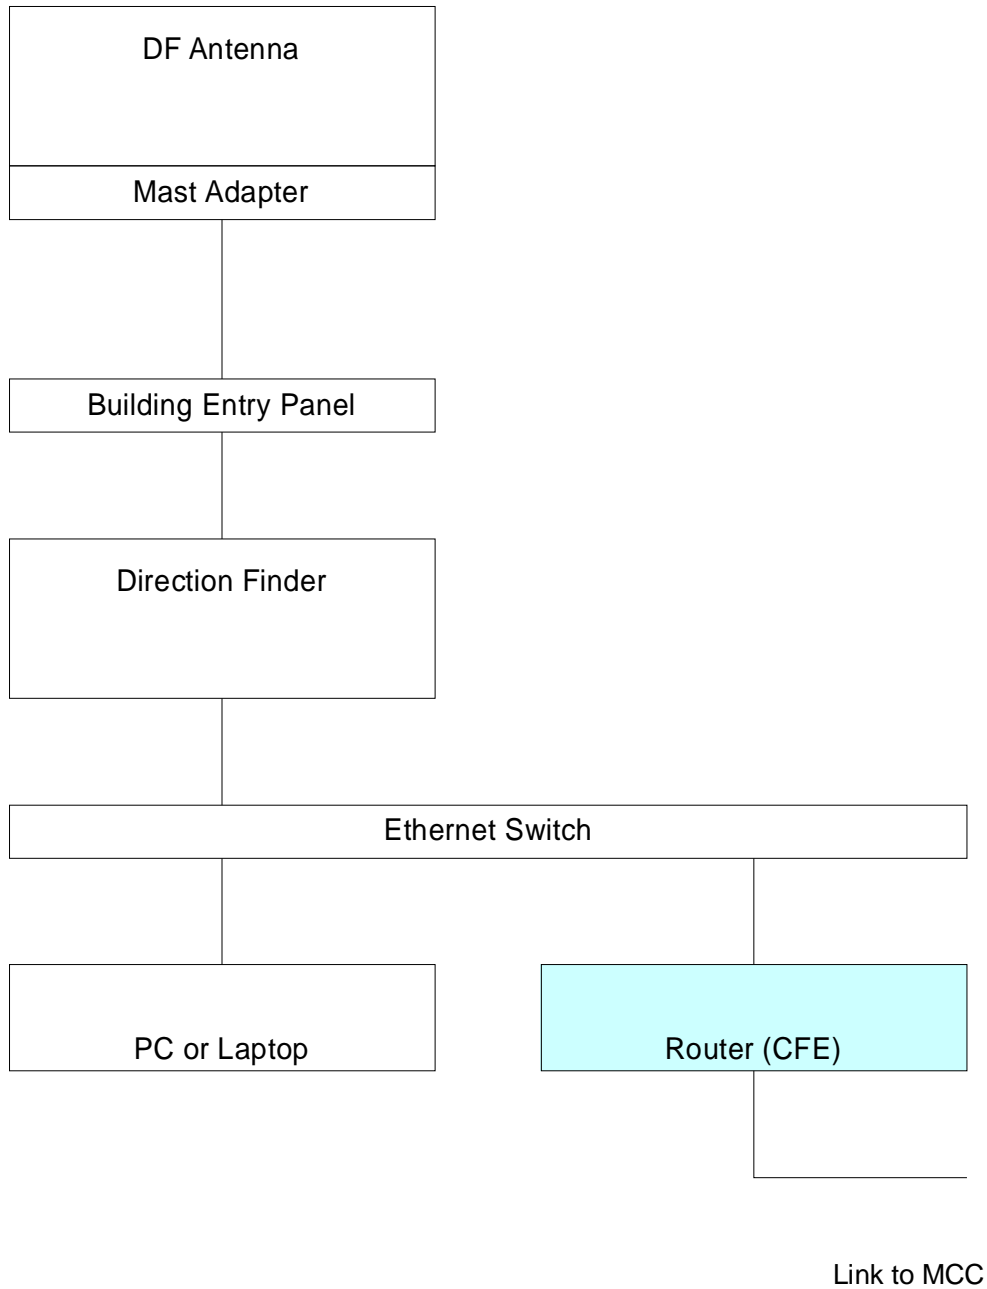 DF Antenna
Mast Adapter
Building Entry Panel
Direction Finder
Ethernet Switch
PC or Laptop
Router (CFE)
Link to MCC